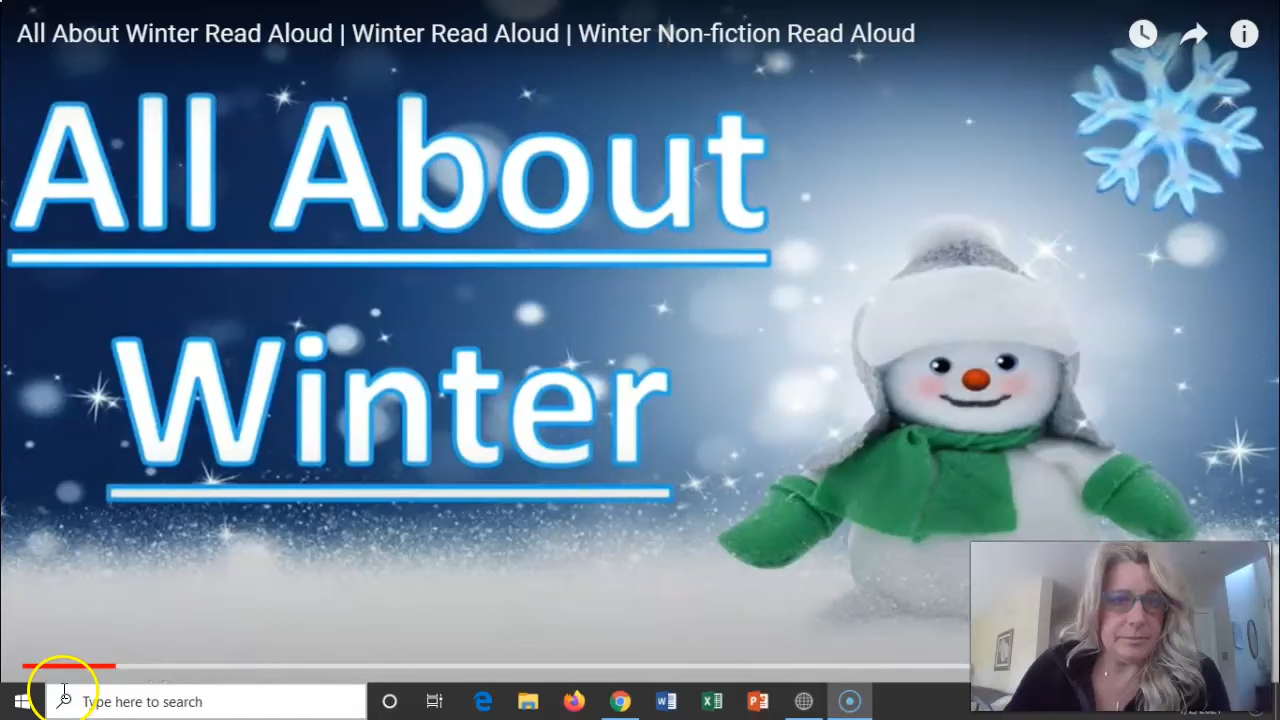 All About Winter Read Aloud | Winter Read Aloud | Winter Non-fiction Read Aloud
All About
Winter
Type here to search